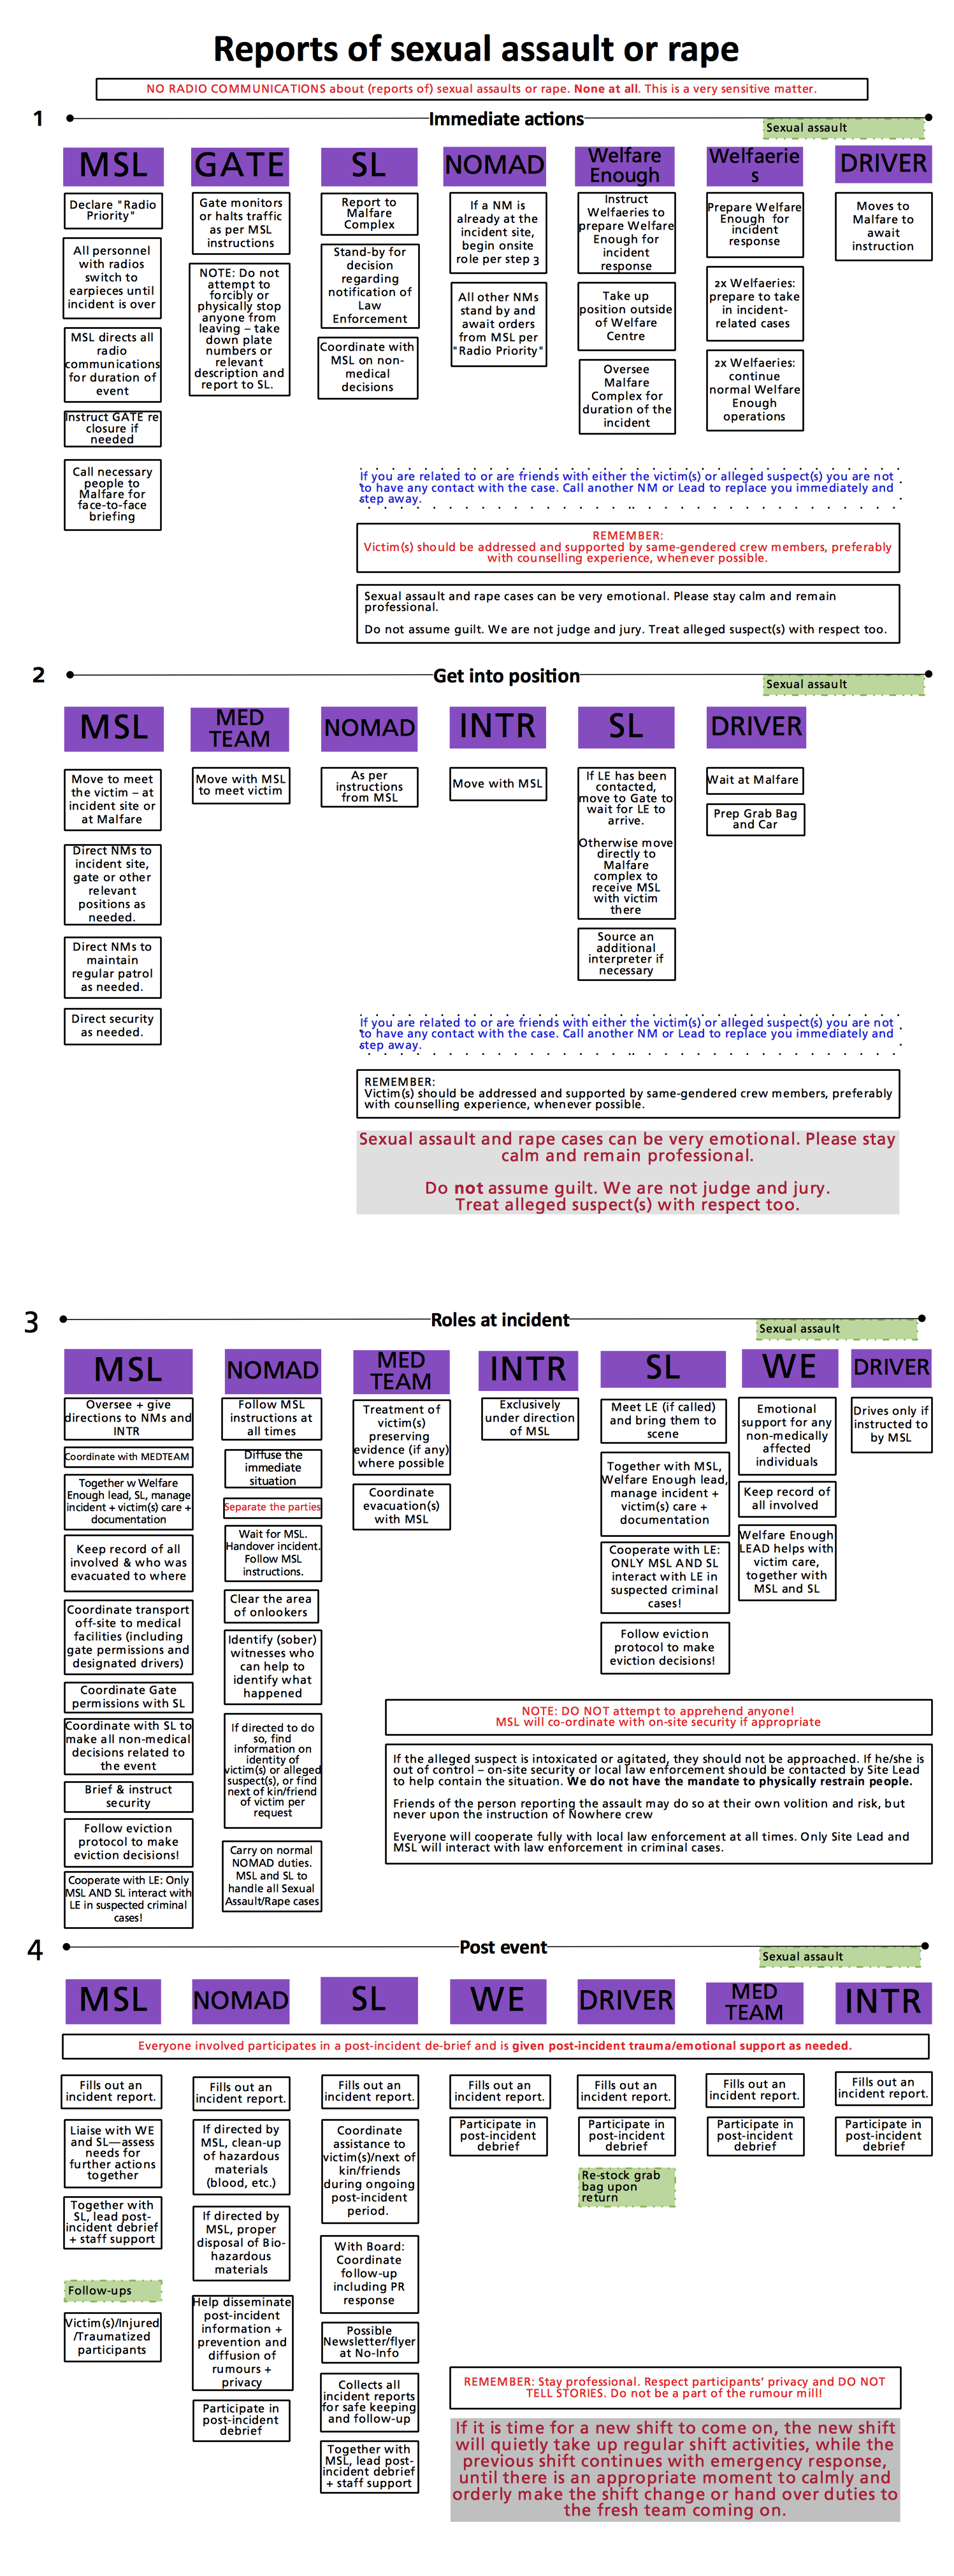 Reports of sexual assault or rape
NO RADIO COMMUNICATIONS about (reports of) sexual assaults or rape. None at all. This is a very sensitive matter.
1
Immediate actions
Sexual assault
MSL
Declare "Radio
Priority"
All personnel
with radios
switch to
earpieces until
incident is over
MSL directs all
radio
communications
for duration of
event
Instruct GATE re
closure if
needed
Call necessary
people to
Malfare for
face-to-face
briefing
GATE
Gate monitors
or halts traffic
as per MSL
instructions
NOTE: Do not
attempt to
forcibly or
physically stop
anyone from
leaving – take
down plate
numbers or
relevant
description and
report to SL.
SL
Report to
Malfare
Complex
Stand-by for
decision
regarding
notification of
Law
Enforcement
Coordinate with
MSL on non-
medical
decisions
NOMAD
If a NM is
already at the
incident site,
begin onsite
role per step 3
All other NMs
stand by and
await orders
from MSL per
"Radio Priority"
Welfare
Enough
Instruct
Welfaeries to
prepare Welfare
Enough for
incident
response
Take up
position outside
of Welfare
Centre
Oversee
Malfare
Complex for
duration of the
incident
Welfaerie
s
Prepare Welfare
Enough for
incident
response
2x Welfaeries:
prepare to take
in incident-
related cases
2x Welfaeries:
continue
normal Welfare
Enough
operations
DRIVER
Moves to
Malfare to
await
instruction
If you are related to or are friends with either the victim(s) or alleged suspect(s) you are not
to have any contact with the case. Call another NM or Lead to replace you immediately and
step away.
REMEMBER:
Victim(s) should be addressed and supported by same-gendered crew members, preferably
with counselling experience, whenever possible.
Sexual assault and rape cases can be very emotional. Please stay calm and remain
professional.
Do not assume guilt. We are not judge and jury. Treat alleged suspect(s) with respect too.
2
Get into position
Sexual assault
MSL
Move to meet
the victim – at
incident site or
at Malfare
Direct NMs to
incident site,
gate or other
relevant
positions as
needed.
Direct NMs to
maintain
regular patrol
as needed.
Direct security
as needed.
MED
TEAM
Move with MSL
to meet victim
NOMAD
As per
instructions
from MSL
INTR
Move with MSL
SL
If LE has been
contacted,
move to Gate to
wait for LE to
arrive.
Otherwise move
directly to
Malfare
complex to
receive MSL
with victim
there
Source an
additional
interpreter if
necessary
DRIVER
Wait at Malfare
Prep Grab Bag
and Car
If you are related to or are friends with either the victim(s) or alleged suspect(s) you are not
to have any contact with the case. Call another NM or Lead to replace you immediately and
step away.
REMEMBER:
Victim(s) should be addressed and supported by same-gendered crew members, preferably
with counselling experience, whenever possible.
Sexual assault and rape cases can be very emotional. Please stay
calm and remain professional.
Do not assume guilt. We are not judge and jury.
Treat alleged suspect(s) with respect too.
3
Roles at incident
Sexual assault
MSL
Oversee + give
directions to NMs and
INTR
Coordinate with MEDTEAM
Together w Welfare
Enough lead, SL, manage
incident + victim(s) care +
documentation
Keep record of all
involved & who was
evacuated to where
Coordinate transport
off-site to medical
facilities (including
gate permissions and
designated drivers)
Coordinate Gate
permissions with SL
Coordinate with SL to
make all non-medical
decisions related to
the event
Brief & instruct
security
Follow eviction
protocol to make
eviction decisions!
Cooperate with LE: Only
MSL AND SL interact with
LE in suspected criminal
cases!
NOMAD
Follow MSL
instructions at
all times
Diffuse the
immediate
situation
Separate the parties
Wait for MSL.
Handover incident.
Follow MSL
instructions.
Clear the area
of onlookers
Identify (sober)
witnesses who
can help to
identify what
happened
If directed to do
so, find
information on
identity of
victim(s) or alleged
suspect(s), or find
next of kin/friend
of victim per
request
Carry on normal
NOMAD duties.
MSL and SL to
handle all Sexual
Assault/Rape cases
MED
TEAM
Treatment of
victim(s)
preserving
evidence (if any)
where possible
Coordinate
evacuation(s)
with MSL
INTR
Exclusively
under direction
of MSL
SL
Meet LE (if called)
and bring them to
scene
Together with MSL,
Welfare Enough lead,
manage incident +
victim(s) care +
documentation
Cooperate with LE:
ONLY MSL AND SL
interact with LE in
suspected criminal
cases!
Follow eviction
protocol to make
eviction decisions!
WE
Emotional
support for any
non-medically
affected
individuals
Keep record of
all involved
Welfare Enough
LEAD helps with
victim care,
together with
MSL and SL
DRIVER
Drives only if
instructed to
by MSL
NOTE: DO NOT attempt to apprehend anyone!
MSL will co-ordinate with on-site security if appropriate
If the alleged suspect is intoxicated or agitated, they should not be approached. If he/she is
out of control – on-site security or local law enforcement should be contacted by Site Lead
to help contain the situation. We do not have the mandate to physically restrain people.
Friends of the person reporting the assault may do so at their own volition and risk, but
never upon the instruction of Nowhere crew
Everyone will cooperate fully with local law enforcement at all times. Only Site Lead and
MSL will interact with law enforcement in criminal cases.
4
Post event
Sexual assault
MSL
NOMAD
SL
WE
DRIVER
MED
TEAM
INTR
Everyone involved participates in a post-incident de-brief and is given post-incident trauma/emotional support as needed.
Fills out an
incident report.
Liaise with WE
and SL—assess
needs for
further actions
together
Together with
SL, lead post-
incident debrief
+ staff support
Follow-ups
Victim(s)/Injured
/Traumatized
participants
Fills out an
incident report.
If directed by
MSL, clean-up
of hazardous
materials
(blood, etc.)
If directed by
MSL, proper
disposal of Bio-
hazardous
materials
Help disseminate
post-incident
information +
prevention and
diffusion of
rumours +
privacy
Participate in
post-incident
debrief
Fills out an
incident report.
Coordinate
assistance to
victim(s)/next of
kin/friends
during ongoing
post-incident
period.
With Board:
Coordinate
follow-up
including PR
response
Possible
Newsletter/flyer
at No-Info
Collects all
incident reports
for safe keeping
and follow-up
Together with
MSL, lead post-
incident debrief
+ staff support
Fills out an
incident report.
Participate in
post-incident
debrief
Fills out an
incident report.
Participate in
post-incident
debrief
Re-stock grab
bag upon
return
Fills out an
incident report.
Participate in
post-incident
debrief
Fills out an
incident report.
Participate in
post-incident
debrief
REMEMBER: Stay professional. Respect participants' privacy and DO NOT
TELL STORIES. Do not be a part of the rumour mill!
If it is time for a new shift to come on, the new shift
will quietly take up regular shift activities, while the
previous shift continues with emergency response,
until there is an appropriate moment to calmly and
orderly make the shift change or hand over duties to
the fresh team coming on.